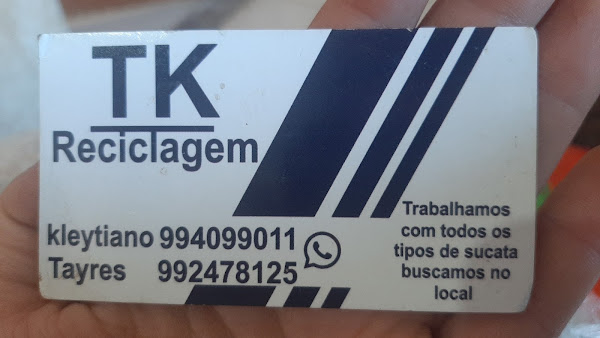 TK
Reciclagem
kleytiano 994099011
Tayres 992478125
Trabalhamos
com todos os
tipos de sucata
buscamos no
local